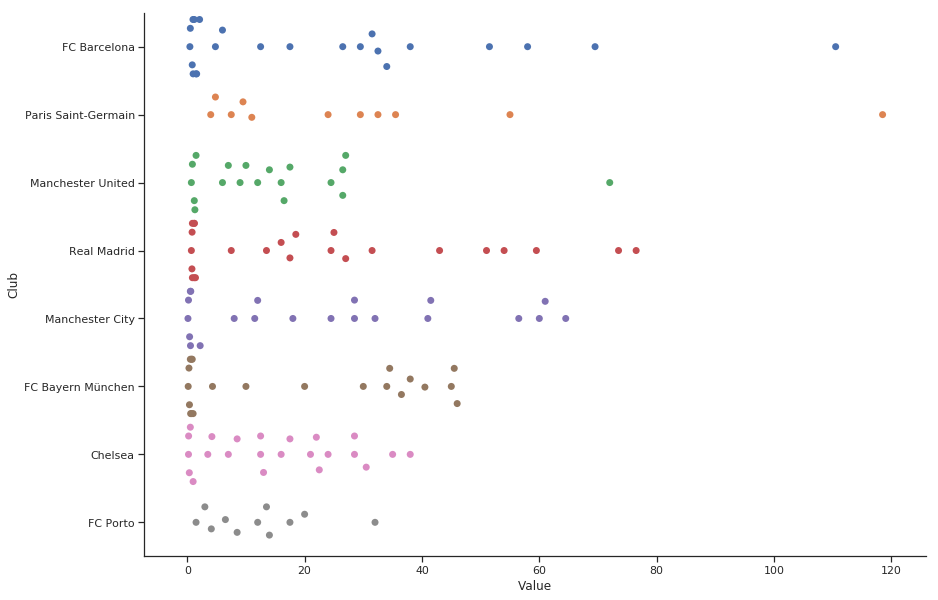 FC Barcelona
Paris Saint-Germain
Manchester United
Real Madrid
Manchester City
FC Bayern München
Chelsea
FC Porto
Club
0 20 40 60 80 100 120
Value